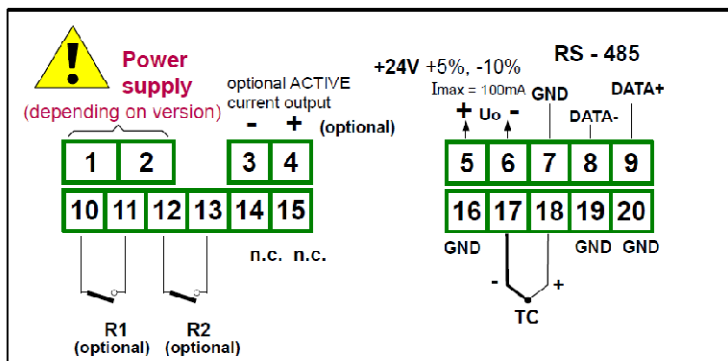 Power
supply
(depending on version)
optional ACTIVE
current output
- + (optional)
1 2 3 4
10 11 12 13 14 15
n.c. n.c.
R1
(optional)
R2
(optional)
+24V +5%, -10%
Imax = 100mA
+ Uo -
RS - 485
GND
DATA-
DATA+
5 6 7 8 9
16 17 18 19 20
GND
GND GND
- +
TC